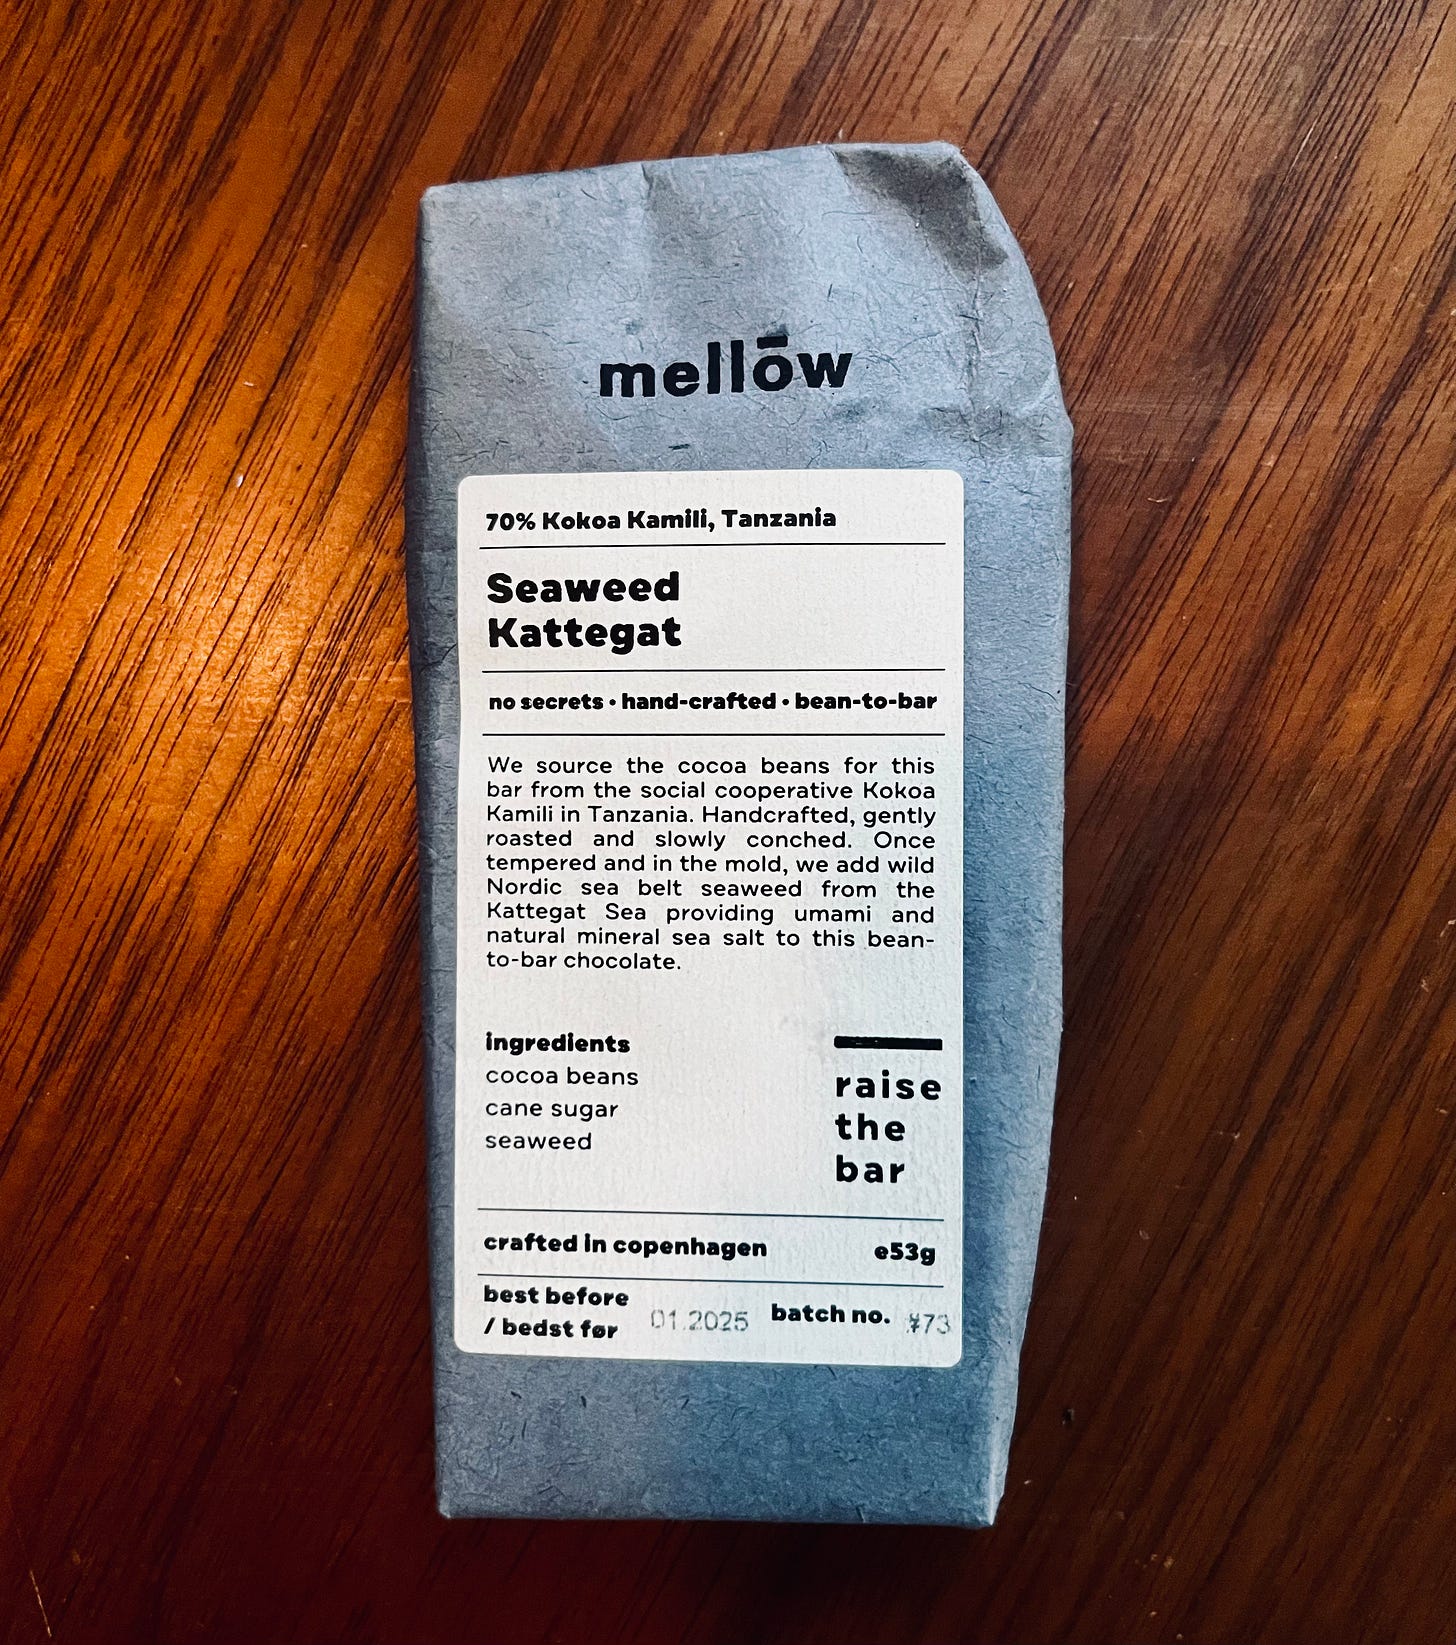 mellōw
70% Kokoa Kamili, Tanzania
Seaweed
Kattegat
no secrets • hand-crafted • bean-to-bar
We source the cocoa beans for this
bar from the social cooperative Kokoa
Kamili in Tanzania. Handcrafted, gently
roasted and slowly conched. Once
tempered and in the mold, we add wild
Nordic sea belt seaweed from the
Kattegat Sea providing umami and
natural mineral sea salt to this bean-
to-bar chocolate.
ingredients
cocoa beans
cane sugar
seaweed
raise
the
bar
crafted in copenhagen e53g
best before
/ bedst før 01.2025 batch no.